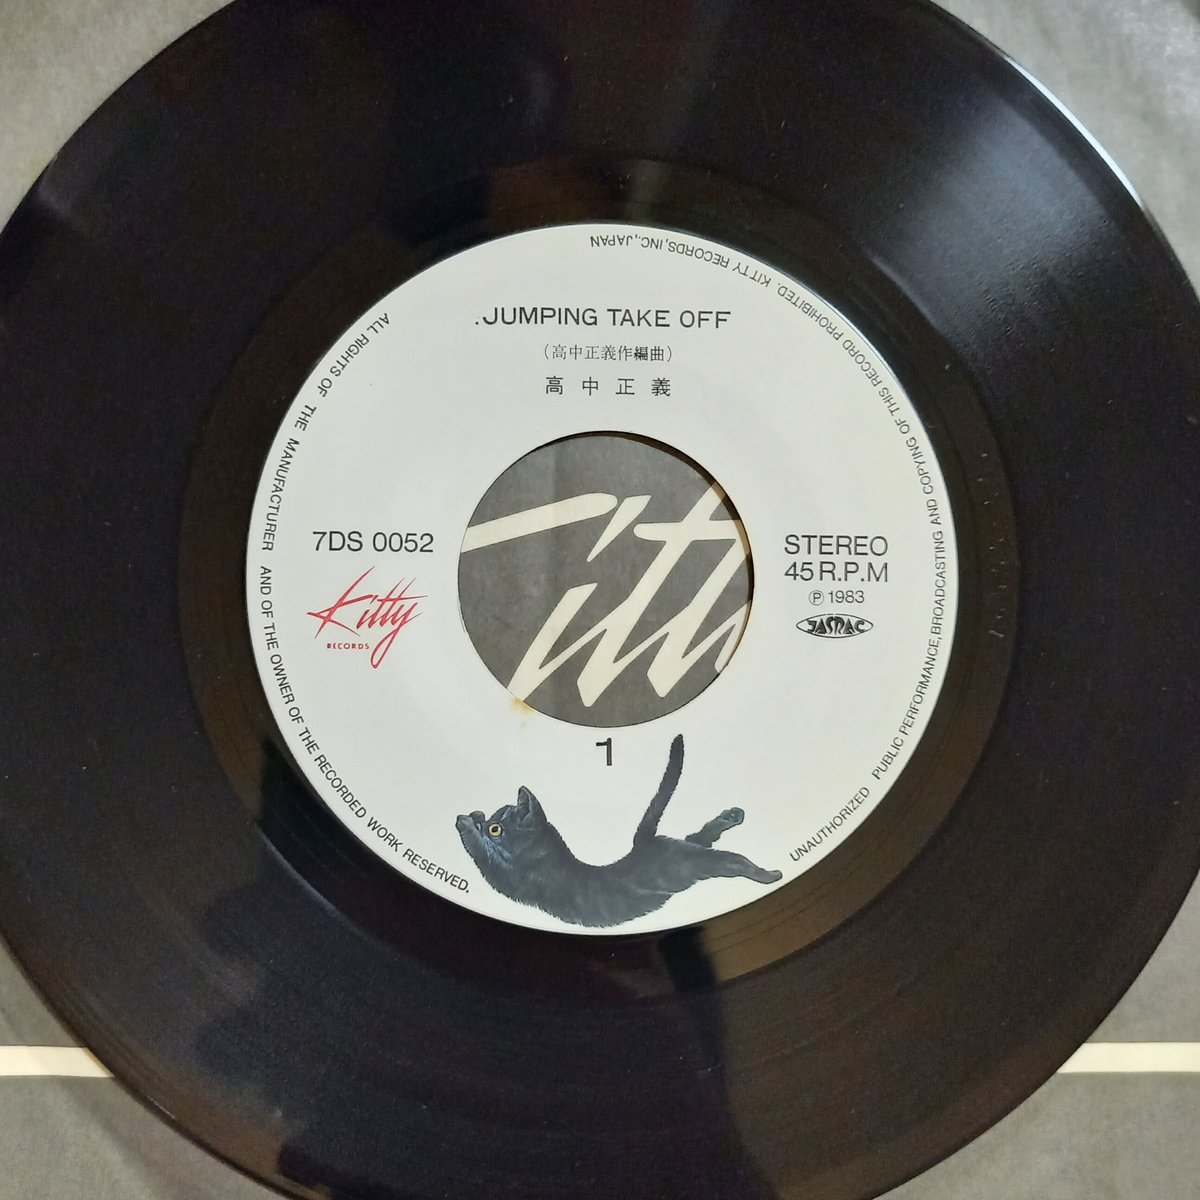 .JUMPING TAKE OFF
(高中正義作編曲)
高中正義
7DS 0052
Kitty
RECORDS
STEREO
45 R.P.M
Ⓟ 1983
JASRAC
1
ALL RIGHTS OF THE MANUFACTURER AND OF THE OWNER OF THE RECORDED WORK RESERVED.
UNAUTHORIZED PUBLIC PERFORMANCE, BROADCASTING AND COPYING OF THIS RECORD PROHIBITED. KITTY RECORDS, INC., JAPAN